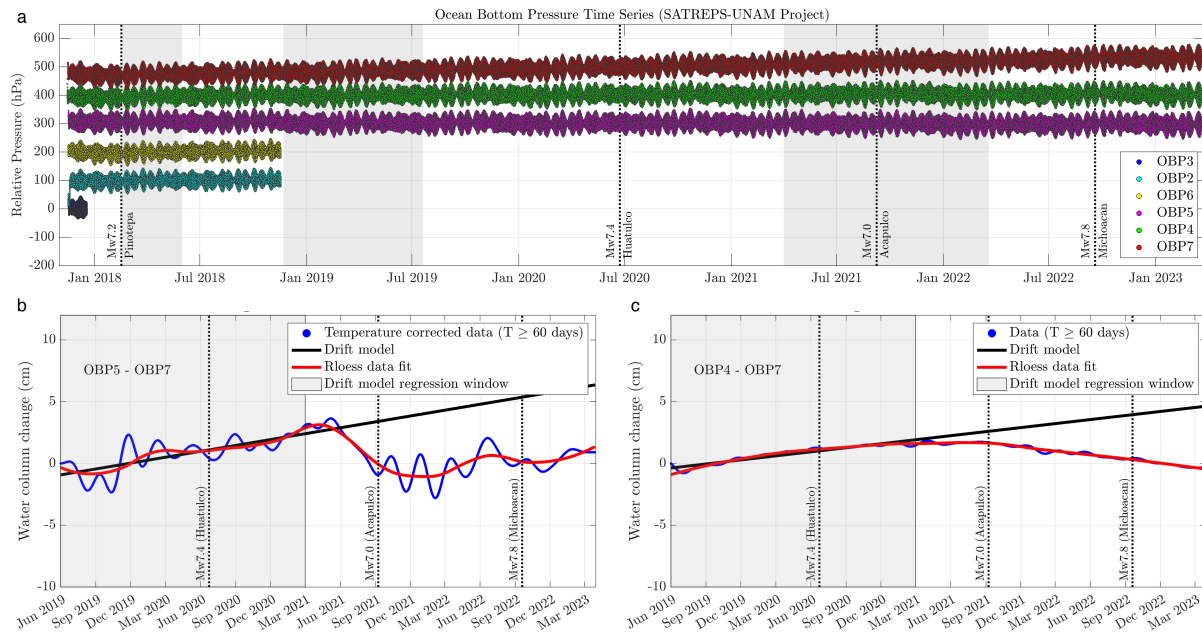 a
Ocean Bottom Pressure Time Series (SATREPS-UNAM Project)
Relative Pressure (hPa)
600
500
400
300
200
100
0
-100
-200
Mw7.2
Pinotepa
Mw7.4
Huatulco
Mw7.0
Acapulco
Mw7.8
Michoacan
OBP3
OBP2
OBP6
OBP5
OBP4
OBP7
Jan 2018
Jul 2018
Jan 2019
Jul 2019
Jan 2020
Jul 2020
Jan 2021
Jul 2021
Jan 2022
Jul 2022
Jan 2023
b
Water column change (cm)
10
5
0
-5
-10
OBP5 - OBP7
Temperature corrected data (T ≥ 60 days)
Drift model
Rloess data fit
Drift model regression window
Mw7.4 (Huatulco)
Mw7.0 (Acapulco)
Mw7.8 (Michoacan)
Jun 2019
Sep 2019
Dec 2019
Mar 2020
Jun 2020
Sep 2020
Dec 2020
Mar 2021
Jun 2021
Sep 2021
Dec 2021
Mar 2022
Jun 2022
Sep 2022
Dec 2022
Mar 2023
c
Water column change (cm)
10
5
0
-5
-10
OBP4 - OBP7
Data (T ≥ 60 days)
Drift model
Rloess data fit
Drift model regression window
Mw7.4 (Huatulco)
Mw7.0 (Acapulco)
Mw7.8 (Michoacan)
Jun 2019
Sep 2019
Dec 2019
Mar 2020
Jun 2020
Sep 2020
Dec 2020
Mar 2021
Jun 2021
Sep 2021
Dec 2021
Mar 2022
Jun 2022
Sep 2022
Dec 2022
Mar 2023